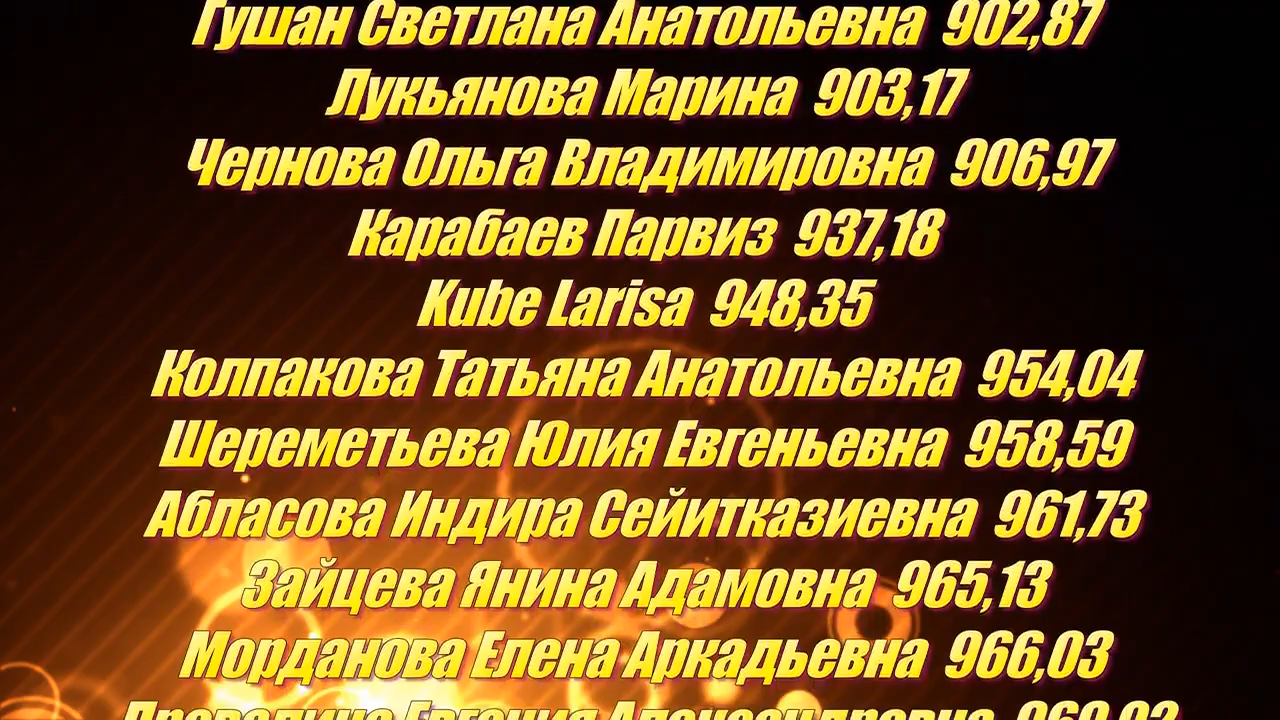 Гушан Светлана Анатольевна 902,87
Лукьянова Марина 903,17
Чернова Ольга Владимировна 906,97
Карабаев Парвиз 937,18
Kube Larisa 948,35
Колпакова Татьяна Анатольевна 954,04
Шереметьева Юлия Евгеньевна 958,59
Абласова Индира Сейитказиевна 961,73
Зайцева Янина Адамовна 965,13
Морданова Елена Аркадьевна 966,03
Евгения Александровна